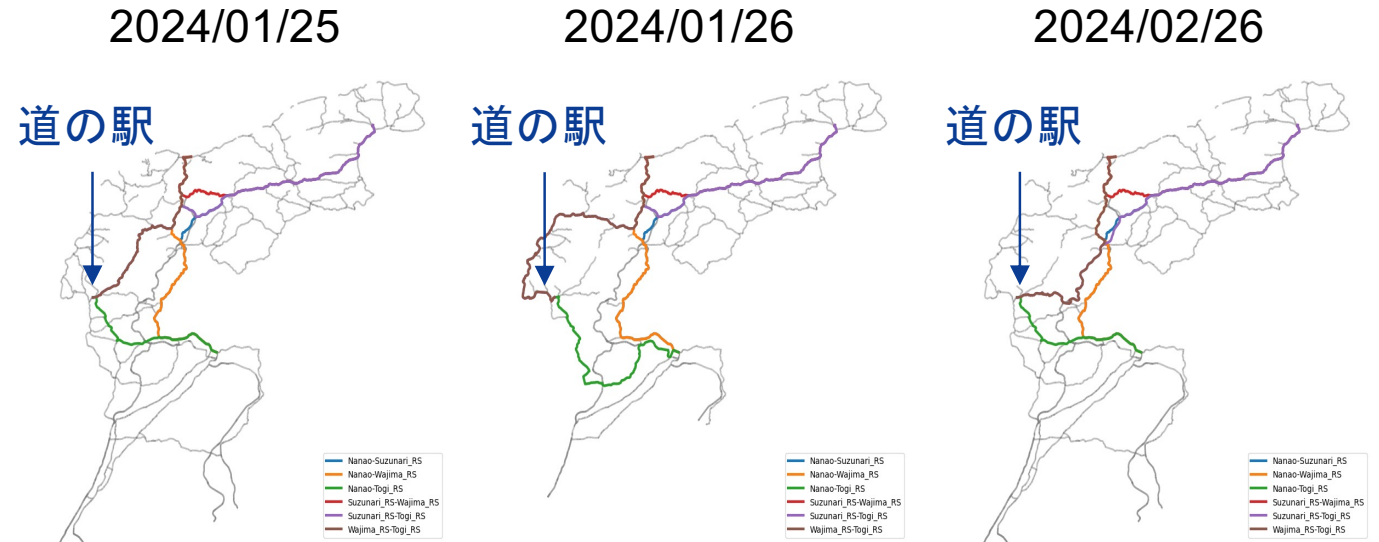 2024/01/25
2024/01/26
2024/02/26
道の駅
道の駅
道の駅
Nanao-Suzunari_RS
Nanao-Wajima_RS
Nanao-Togi_RS
Suzunari_RS-Wajima_RS
Suzunari_RS-Togi_RS
Wajima_RS-Togi_RS
Nanao-Suzunari_RS
Nanao-Wajima_RS
Nanao-Togi_RS
Suzunari_RS-Wajima_RS
Suzunari_RS-Togi_RS
Wajima_RS-Togi_RS
Nanao-Suzunari_RS
Nanao-Wajima_RS
Nanao-Togi_RS
Suzunari_RS-Wajima_RS
Suzunari_RS-Togi_RS
Wajima_RS-Togi_RS